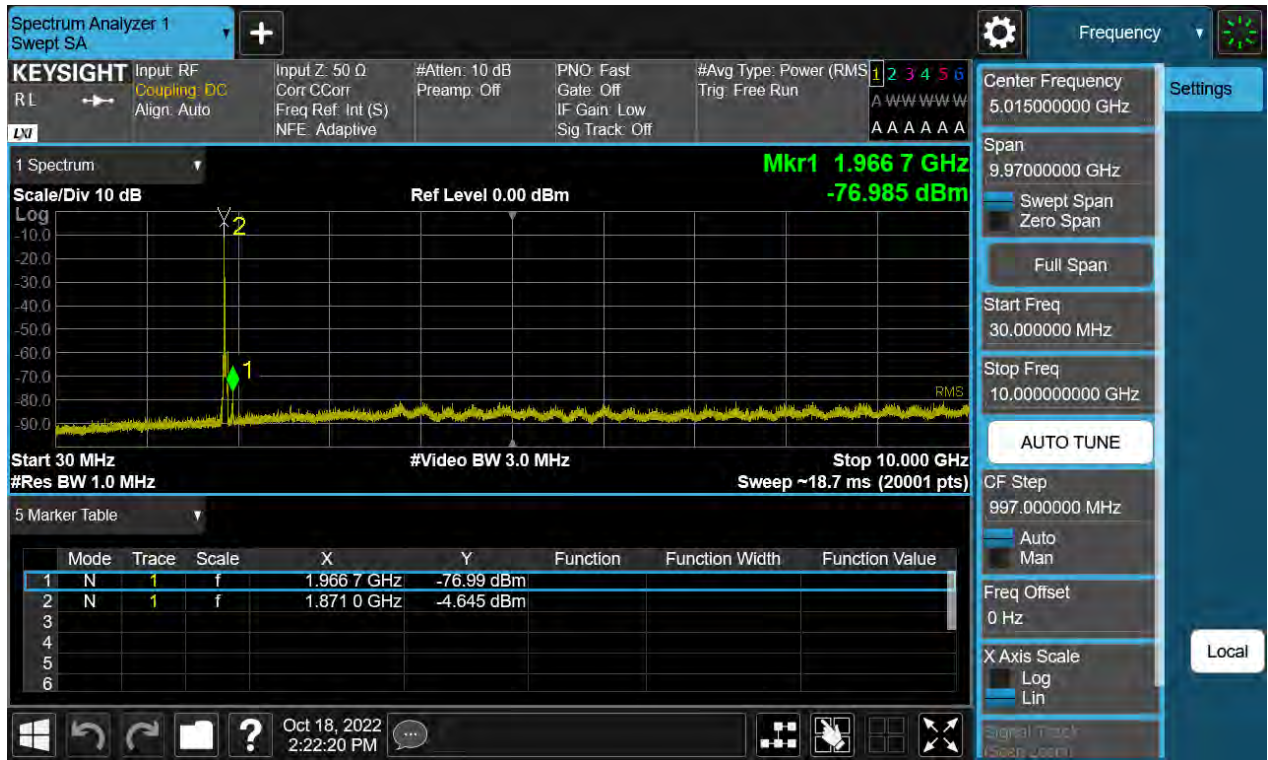 Spectrum Analyzer 1
Swept SA
+
Frequency
KEYSIGHT
RL
LXI
Input: RF
Coupling: DC
Align: Auto
Input Z: 50 Ω
Corr CCorr
Freq Ref: Int (S)
NFE: Adaptive
#Atten: 10 dB
Preamp: Off
PNO: Fast
Gate: Off
IF Gain: Low
Sig Track: Off
#Avg Type: Power (RMS
Trig: Free Run
1 2 3 4 5 6
A W W W W W
A A A A A A
1 Spectrum
Mkr1 1.966 7 GHz
-76.985 dBm
Scale/Div 10 dB
Ref Level 0.00 dBm
Log
-10.0
-20.0
-30.0
-40.0
-50.0
-60.0
-70.0
-80.0
-90.0
2
1
RMS
Start 30 MHz
#Video BW 3.0 MHz
Stop 10.000 GHz
#Res BW 1.0 MHz
Sweep ~18.7 ms (20001 pts)
5 Marker Table
Mode Trace Scale X Y Function Function Width Function Value
1 N 1 f 1.966 7 GHz -76.99 dBm
2 N 1 f 1.871 0 GHz -4.645 dBm
3
4
5
6
Oct 18, 2022
2:22:20 PM
Center Frequency
5.015000000 GHz
Span
9.97000000 GHz
Swept Span
Zero Span
Full Span
Start Freq
30.000000 MHz
Stop Freq
10.000000000 GHz
AUTO TUNE
CF Step
997.000000 MHz
Auto
Man
Freq Offset
0 Hz
X Axis Scale
Log
Lin
Signal Track
(Span Zoom)
Settings
Local